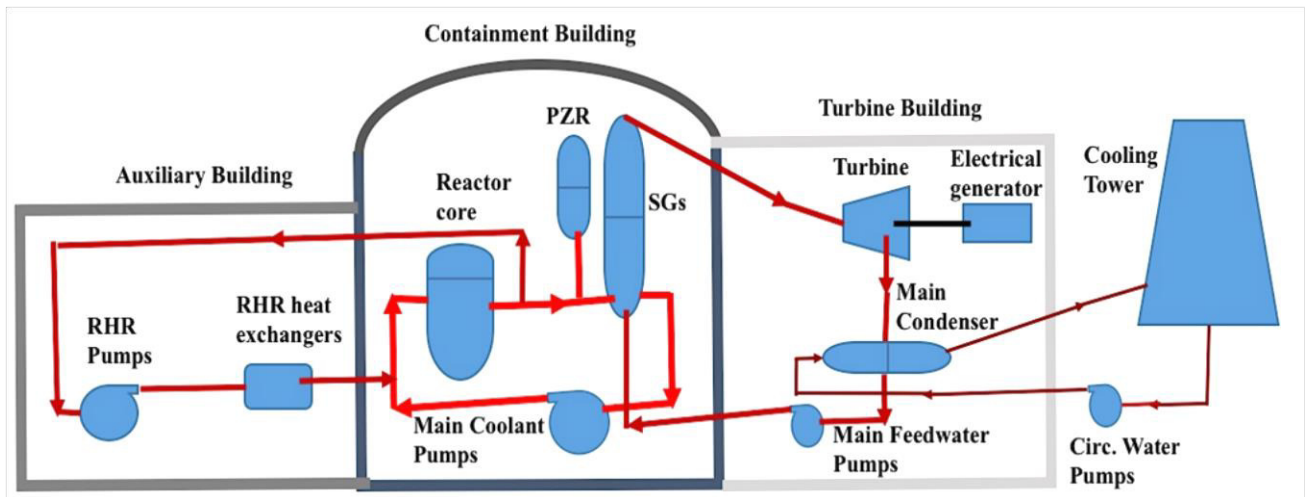 Containment Building
PZR
Turbine Building
Auxiliary Building
Reactor
core
SGs
Turbine
Electrical
generator
Cooling
Tower
RHR
Pumps
RHR heat
exchangers
Main
Condenser
Main Coolant
Pumps
Main Feedwater
Pumps
Circ. Water
Pumps